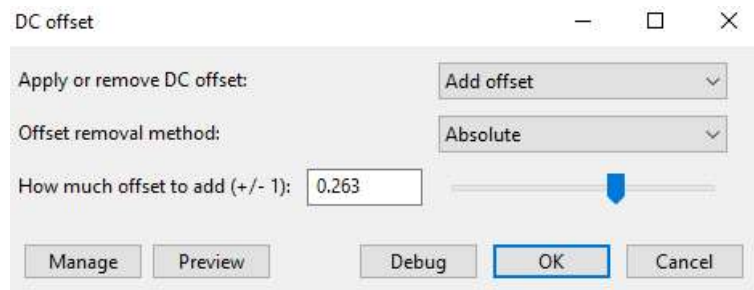 DC offset
Apply or remove DC offset: Add offset
Offset removal method: Absolute
How much offset to add (+/- 1): 0.263
Manage Preview Debug OK Cancel